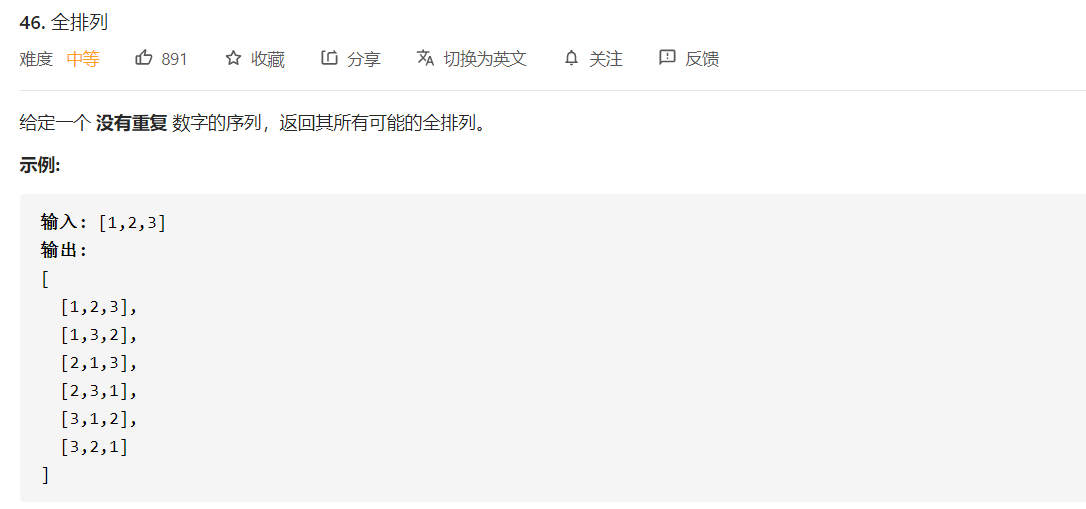 46. 全排列
难度 中等 891 收藏 分享 切换为英文 关注 反馈
给定一个 没有重复 数字的序列，返回其所有可能的全排列。
示例:
输入: [1,2,3]
输出:
[
  [1,2,3],
  [1,3,2],
  [2,1,3],
  [2,3,1],
  [3,1,2],
  [3,2,1]
]